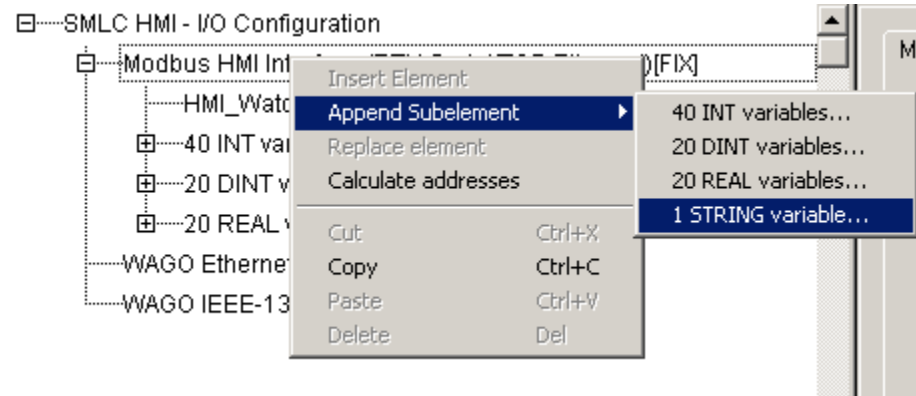 SMLC HMI - I/O Configuration
Modbus HMI )[FIX]
M
Insert Element
Append Subelement
40 INT variables...
20 DINT variables...
20 REAL variables...
1 STRING variable...
Replace element
Calculate addresses
Cut Ctrl+X
Copy Ctrl+C
Paste Ctrl+V
Delete Del
HMI_Watc
40 INT var
20 DINT v
20 REAL
WAGO Etherne
WAGO IEEE-13